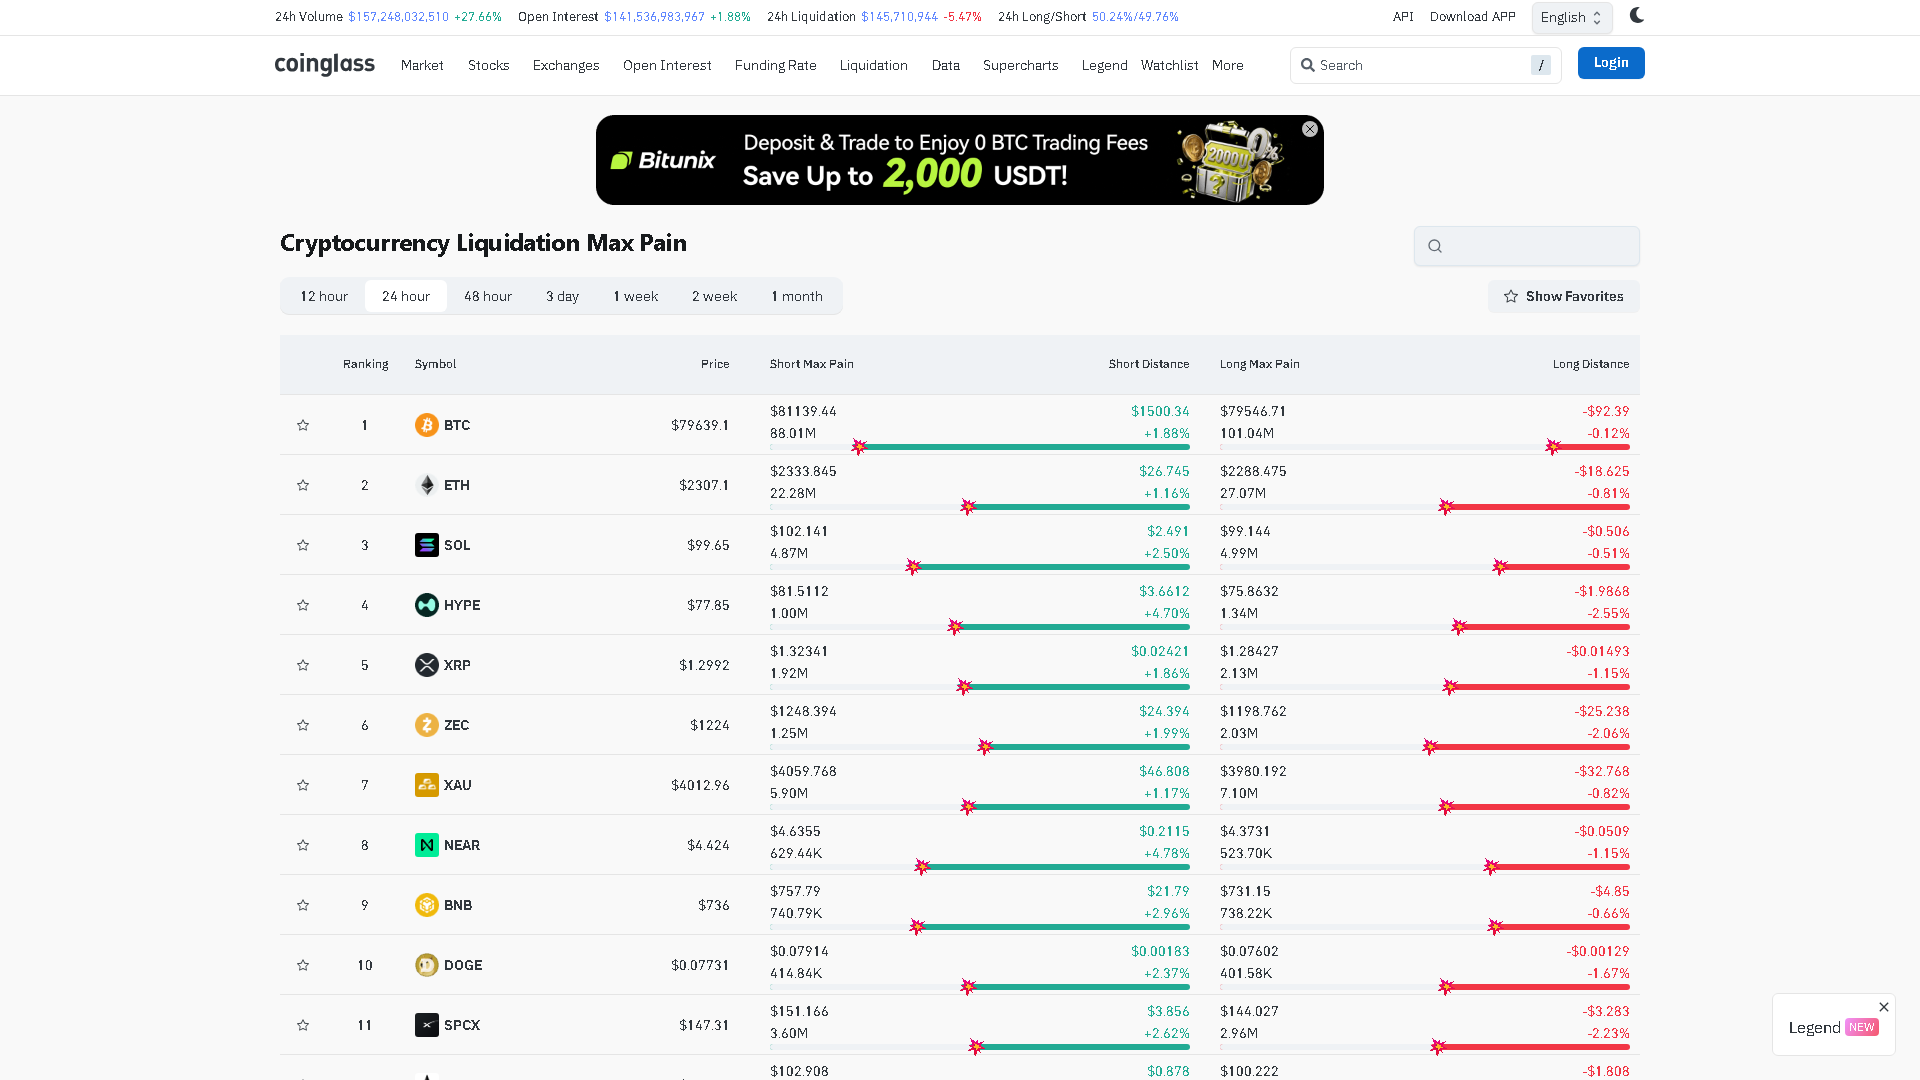 24h Volume $157,248,032,510 +27.66% Open Interest $141,536,983,967 +1.88% 24h Liquidation $145,710,944 -5.47% 24h Long/Short 50.24%/49.76% API Download APP English
coinglass Market Stocks Exchanges Open Interest Funding Rate Liquidation Data Supercharts Legend Watchlist More Search / Login
Bitunix Deposit & Trade to Enjoy 0 BTC Trading Fees
Save Up to 2,000 USDT!
2000U 0%
Cryptocurrency Liquidation Max Pain
12 hour 24 hour 48 hour 3 day 1 week 2 week 1 month Show Favorites
Ranking Symbol Price Short Max Pain Short Distance Long Max Pain Long Distance
$81139.44 $1500.34 $79546.71 -$92.39
1 BTC $79639.1
88.01M +1.88% 101.04M -0.12%
$2333.845 $26.745 $2288.475 -$18.625
2 ETH $2307.1
22.28M +1.16% 27.07M -0.81%
$102.141 $2.491 $99.144 -$0.506
3 SOL $99.65
4.87M +2.50% 4.99M -0.51%
$81.5112 $3.6612 $75.8632 -$1.9868
4 HYPE $77.85
1.00M +4.70% 1.34M -2.55%
$1.32341 $0.02421 $1.28427 -$0.01493
5 XRP $1.2992
1.92M +1.86% 2.13M -1.15%
$1248.394 $24.394 $1198.762 -$25.238
6 ZEC $1224
1.25M +1.99% 2.03M -2.06%
$4059.768 $46.808 $3980.192 -$32.768
7 XAU $4012.96
5.90M +1.17% 7.10M -0.82%
$4.6355 $0.2115 $4.3731 -$0.0509
8 NEAR $4.424
629.44K +4.78% 523.70K -1.15%
$757.79 $21.79 $731.15 -$4.85
9 BNB $736
740.79K +2.96% 738.22K -0.66%
$0.07914 $0.00183 $0.07602 -$0.00129
10 DOGE $0.07731
414.84K +2.37% 401.58K -1.67%
$151.166 $3.856 $144.027 -$3.283
11 SPCX $147.31
3.60M +2.62% 2.96M -2.23%
Legend NEW
$102.908 $0.878 $100.222 -$1.808